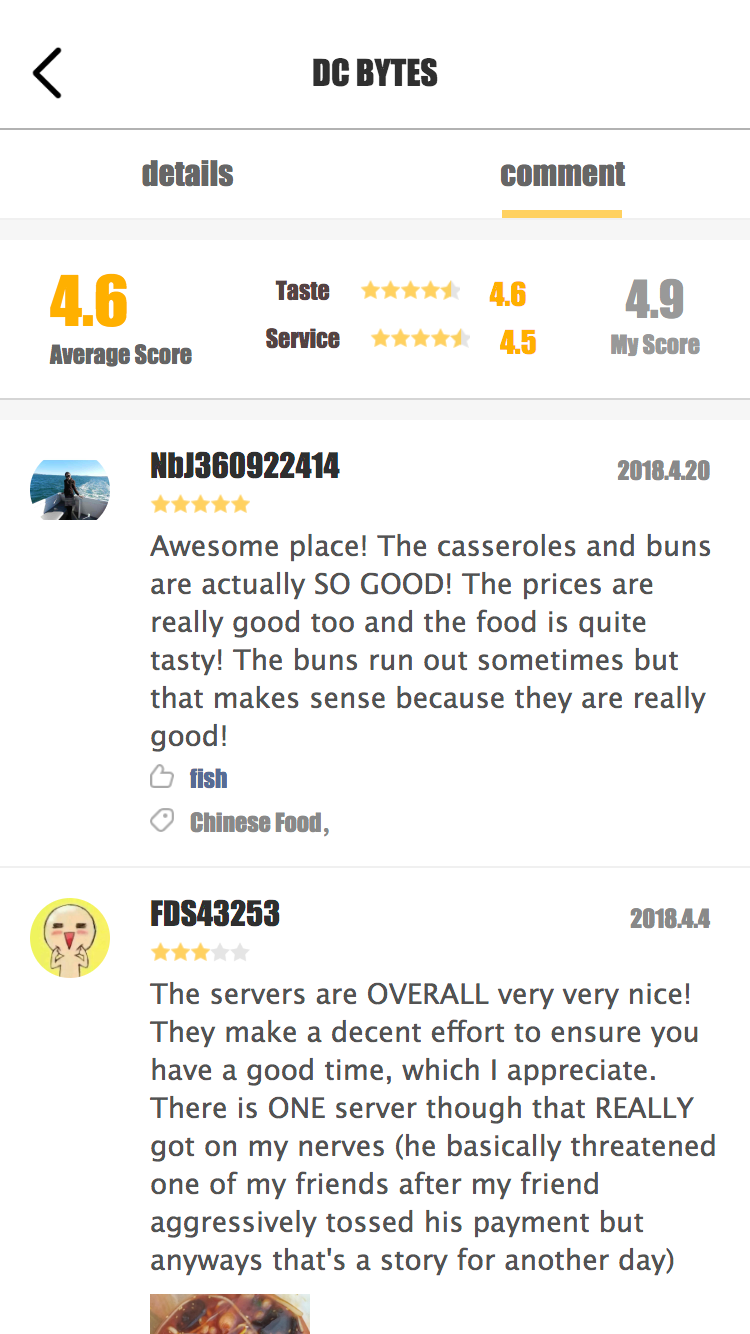 DC BYTES
details comment
4.6 Average Score
Taste 4.6
Service 4.5
4.9 My Score
NbJ360922414 2018.4.20
Awesome place! The casseroles and buns
are actually SO GOOD! The prices are
really good too and the food is quite
tasty! The buns run out sometimes but
that makes sense because they are really
good!
fish
Chinese Food,
FDS43253 2018.4.4
The servers are OVERALL very very nice!
They make a decent effort to ensure you
have a good time, which I appreciate.
There is ONE server though that REALLY
got on my nerves (he basically threatened
one of my friends after my friend
aggressively tossed his payment but
anyways that's a story for another day)